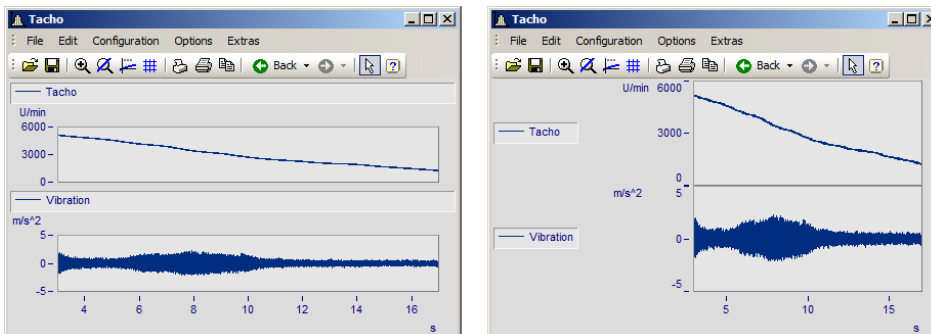 Tacho
File Edit Configuration Options Extras
Back
Tacho
U/min
6000
3000
0
Vibration
m/s^2
5
0
-5
4 6 8 10 12 14 16
s
Tacho
File Edit Configuration Options Extras
Back
U/min 6000
Tacho
3000
0
m/s^2 5
Vibration
0
-5
5 10 15
s